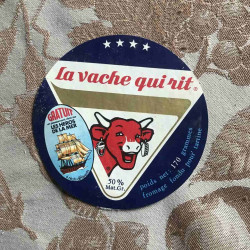 La vache qui rit
GRATUIT
LES HEROS
DE LA MER
50%
Mat.Gr.
poids net: 170 grammes
fromage fondu pour tartine